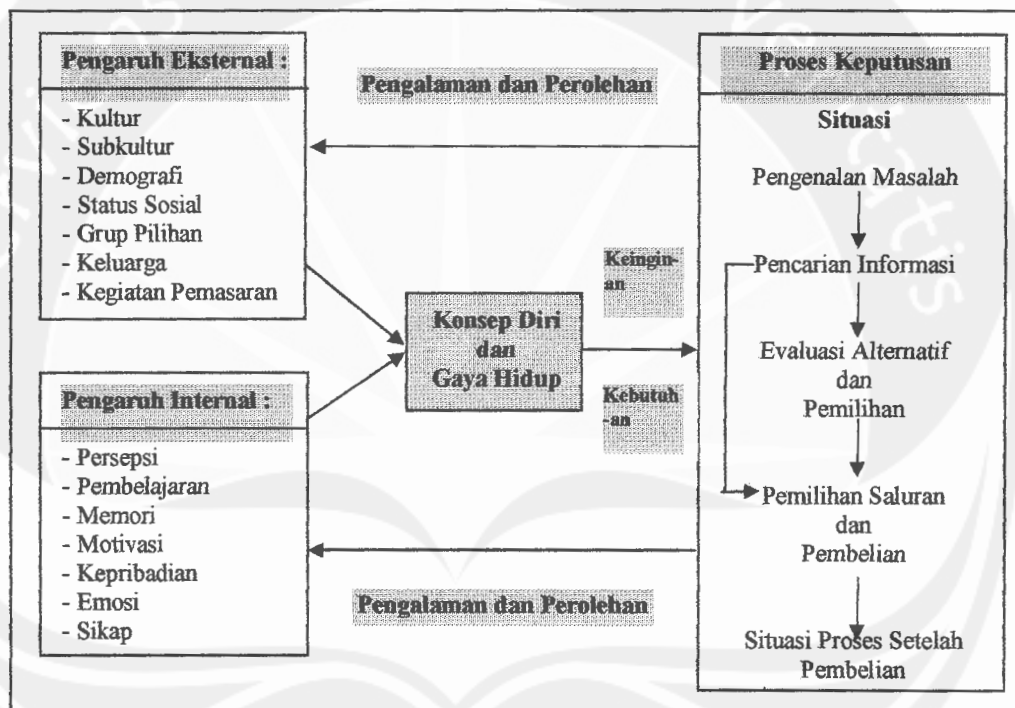 Pengaruh Eksternal :
- Kultur
- Subkultur
- Demografi
- Status Sosial
- Grup Pilihan
- Keluarga
- Kegiatan Pemasaran
Pengaruh Internal :
- Persepsi
- Pembelajaran
- Memori
- Motivasi
- Kepribadian
- Emosi
- Sikap
Pengalaman dan Perolehan
Konsep Diri
dan
Gaya Hidup
Keingin-
an
Kebutuh
-an
Pengalaman dan Perolehan
Proses Keputusan
Situasi
Pengenalan Masalah
Pencarian Informasi
Evaluasi Alternatif
dan
Pemilihan
Pemilihan Saluran
dan
Pembelian
Situasi Proses Setelah
Pembelian